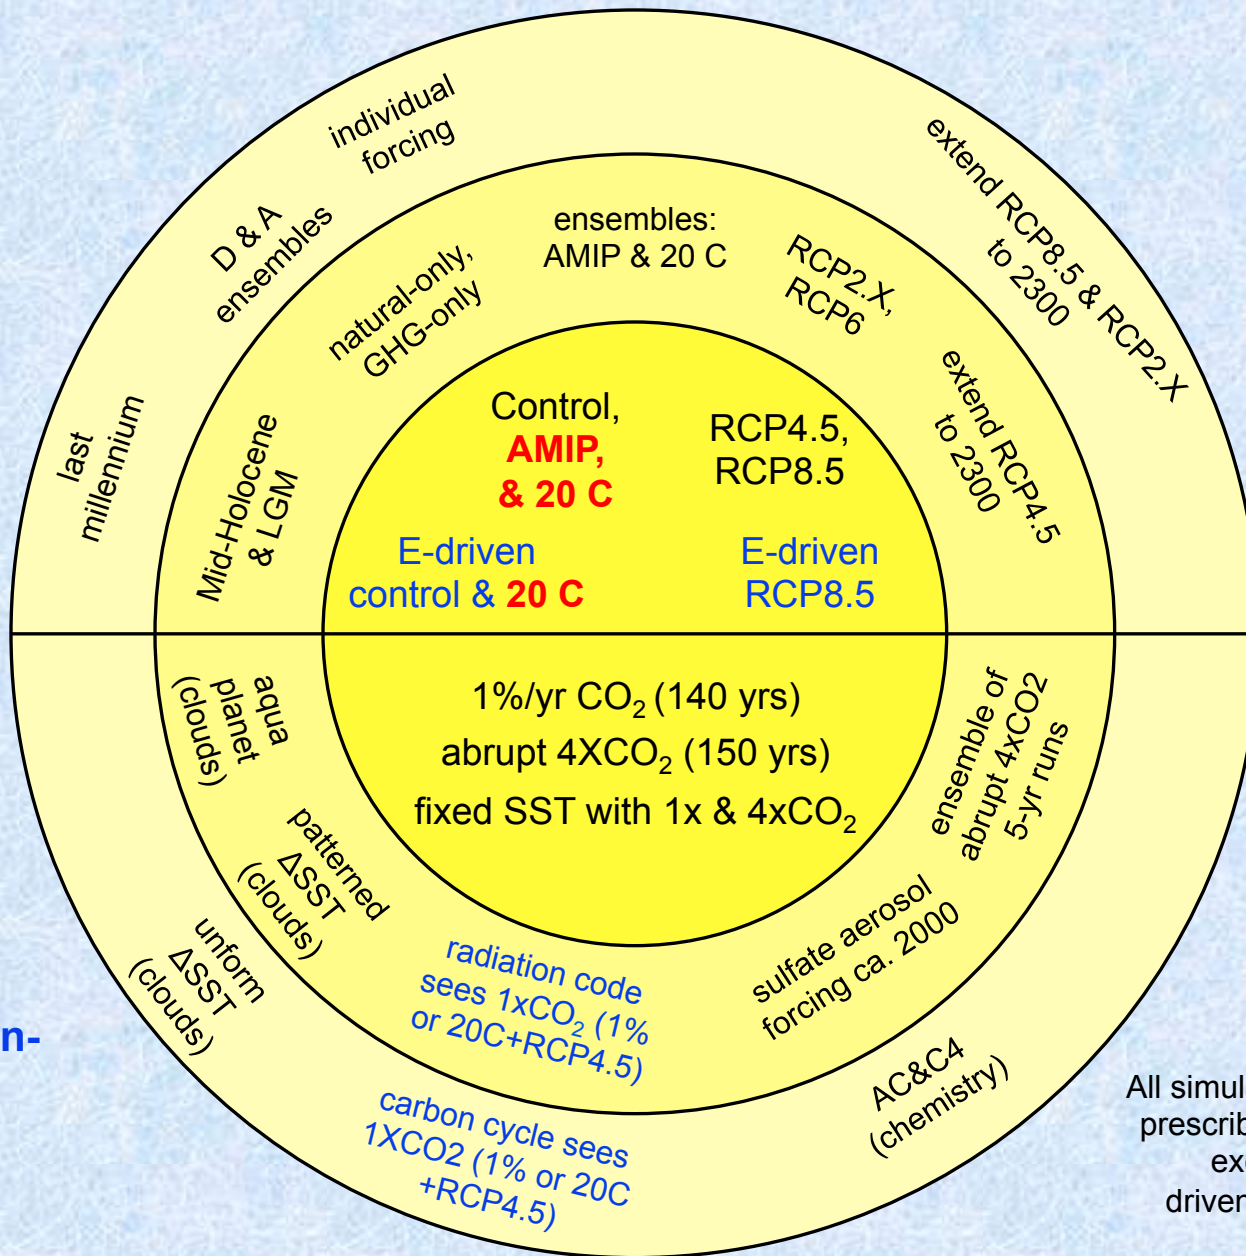 individual
forcing
D & A
ensembles
last
millennium
extend RCP8.5 & RCP2.X
to 2300
ensembles:
AMIP & 20 C
natural-only,
GHG-only
RCP2.X,
RCP6
Mid-Holocene
& LGM
extend RCP4.5
to 2300
Control,
AMIP,
& 20 C
RCP4.5,
RCP8.5
E-driven
control & 20 C
E-driven
RCP8.5
1%/yr CO₂ (140 yrs)
abrupt 4XCO₂ (150 yrs)
fixed SST with 1x & 4xCO₂
aqua
planet
(clouds)
patterned
ΔSST
(clouds)
unform
ΔSST
(clouds)
ensemble of
abrupt 4xCO2
5-yr runs
sulfate aerosol
forcing ca. 2000
radiation code
sees 1xCO₂ (1%
or 20C+RCP4.5)
carbon cycle sees
1XCO2 (1% or 20C
+RCP4.5)
AC&C4
(chemistry)
n-
All simul
prescrib
ex
driven